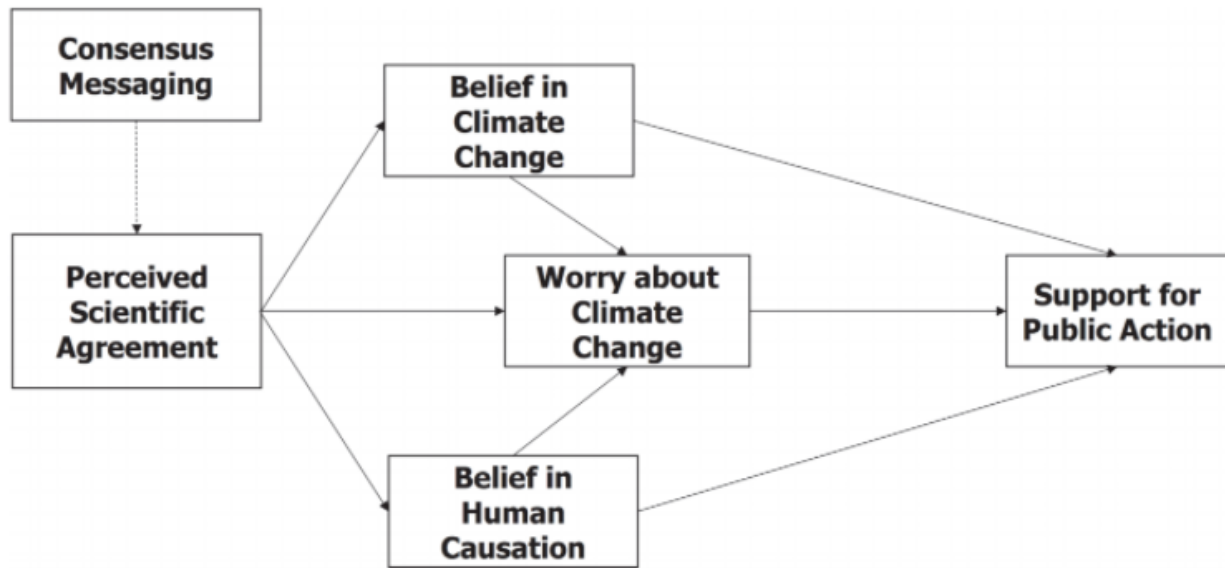 Consensus
Messaging
Belief in
Climate
Change
Perceived
Scientific
Agreement
Worry about
Climate
Change
Support for
Public Action
Belief in
Human
Causation